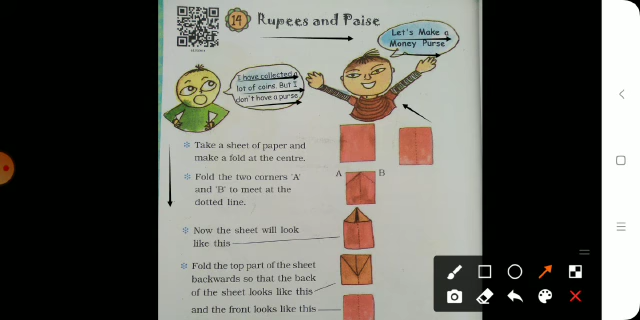 14
Rupees and Paise
Let's Make a
Money Purse
I have collected a
lot of coins. But I
don't have a purse
Take a sheet of paper and
make a fold at the centre.
Fold the two corners 'A'
and 'B' to meet at the
dotted line.
A
B
Now the sheet will look
like this
Fold the top part of the sheet
backwards so that the back
of the sheet looks like this
and the front looks like this